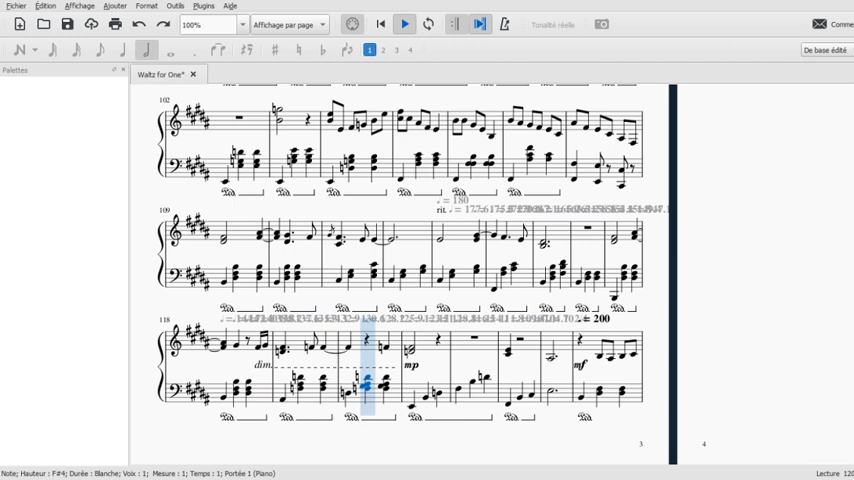 Fichier Édition Affichage Ajouter Format Outils Plugins Aide
100% Affichage par page Tonalité réelle Comme
1 2 3 4 De base édité
Palettes
Waltz for One*
102
= 180
109 rit.
118 = 200
dim. mp mf
3 4
Note; Hauteur : F#4; Durée : Blanche; Voix : 1; Mesure : 1; Temps : 1; Portée 1 (Piano) Lecture 120